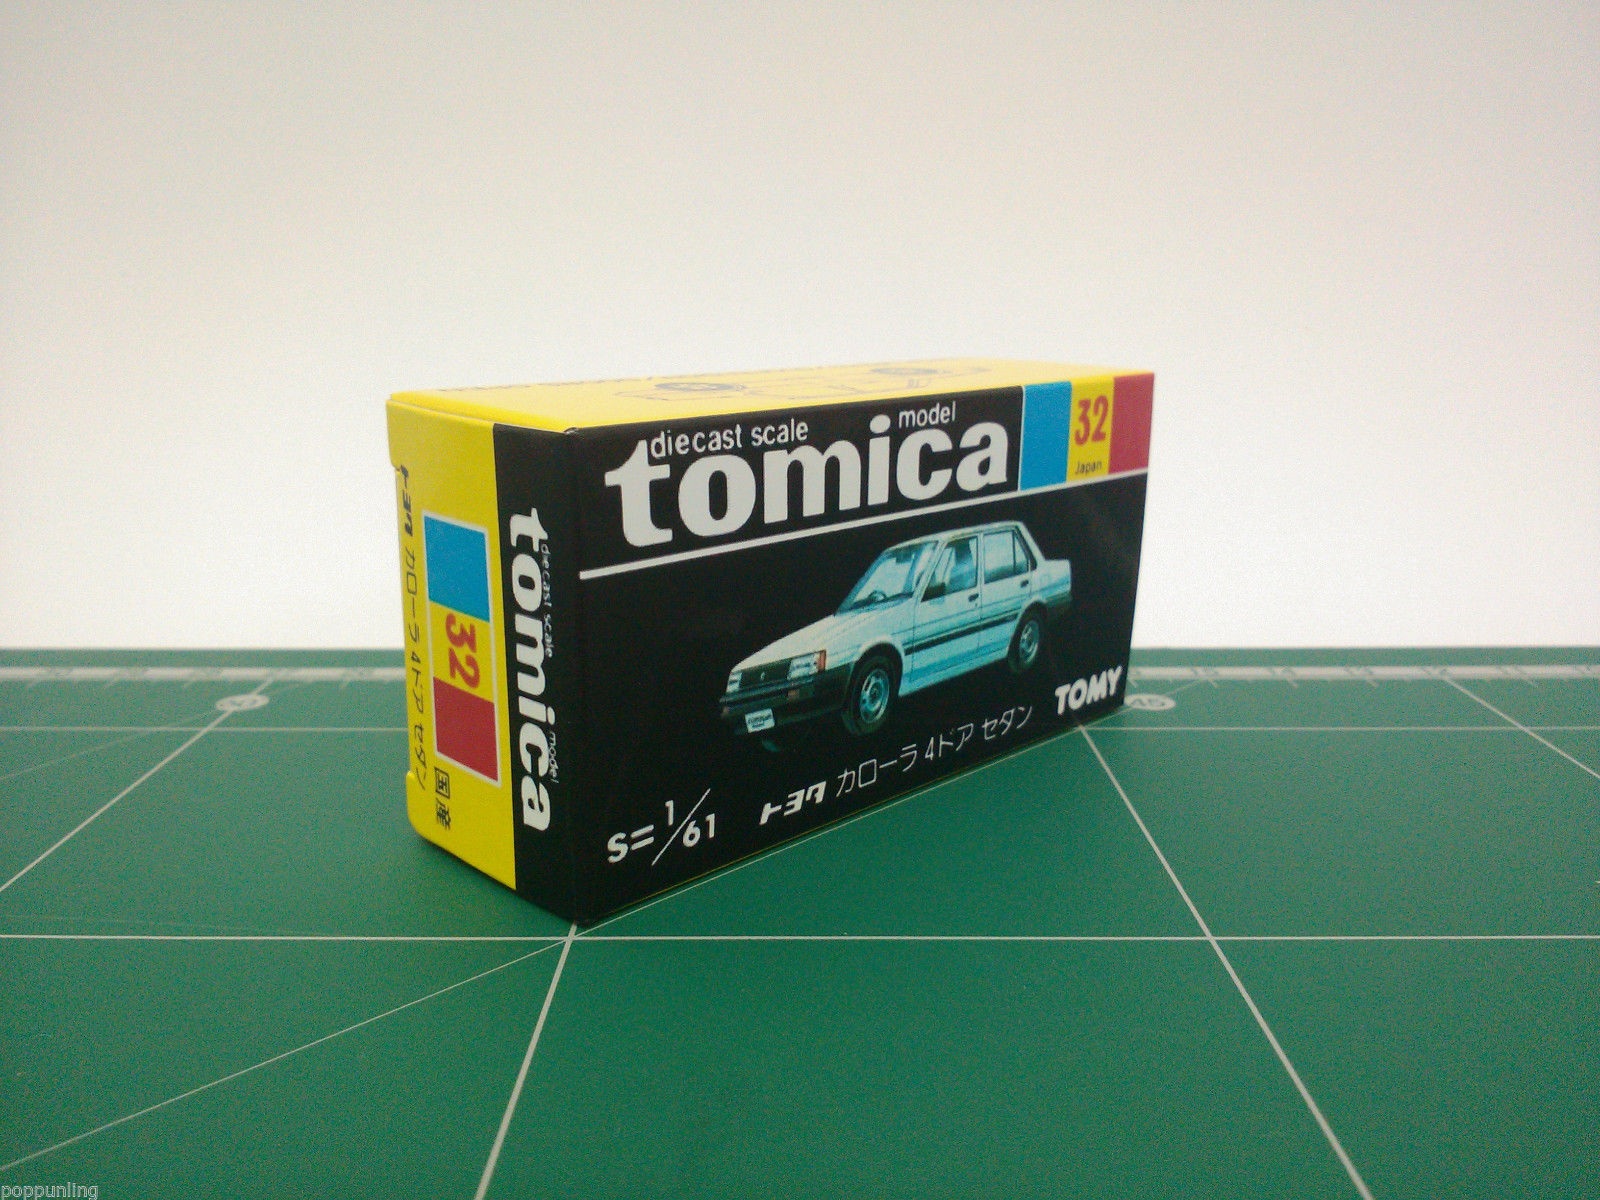 diecast scale model
tomica
32
Japan
TOMY
S=1/61
トヨタ カローラ 4ドア セダン
diecast scale model
tomica
32
トヨタ カローラ 4ドア セダン 国産
poppunling